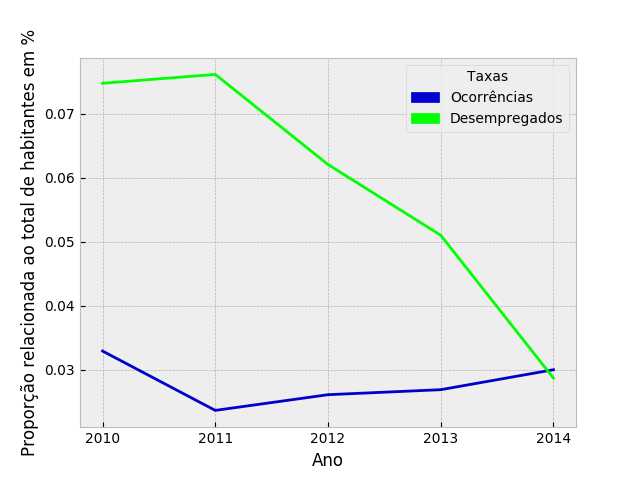 Proporção relacionada ao total de habitantes em %
Taxas
Ocorrências
Desempregados
0.07
0.06
0.05
0.04
0.03
2010 2011 2012 2013 2014
Ano